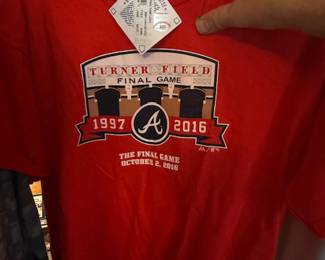 TURNER FIELD
FINAL GAME
1997 A 2016
THE FINAL GAME
OCTOBER 2, 2016